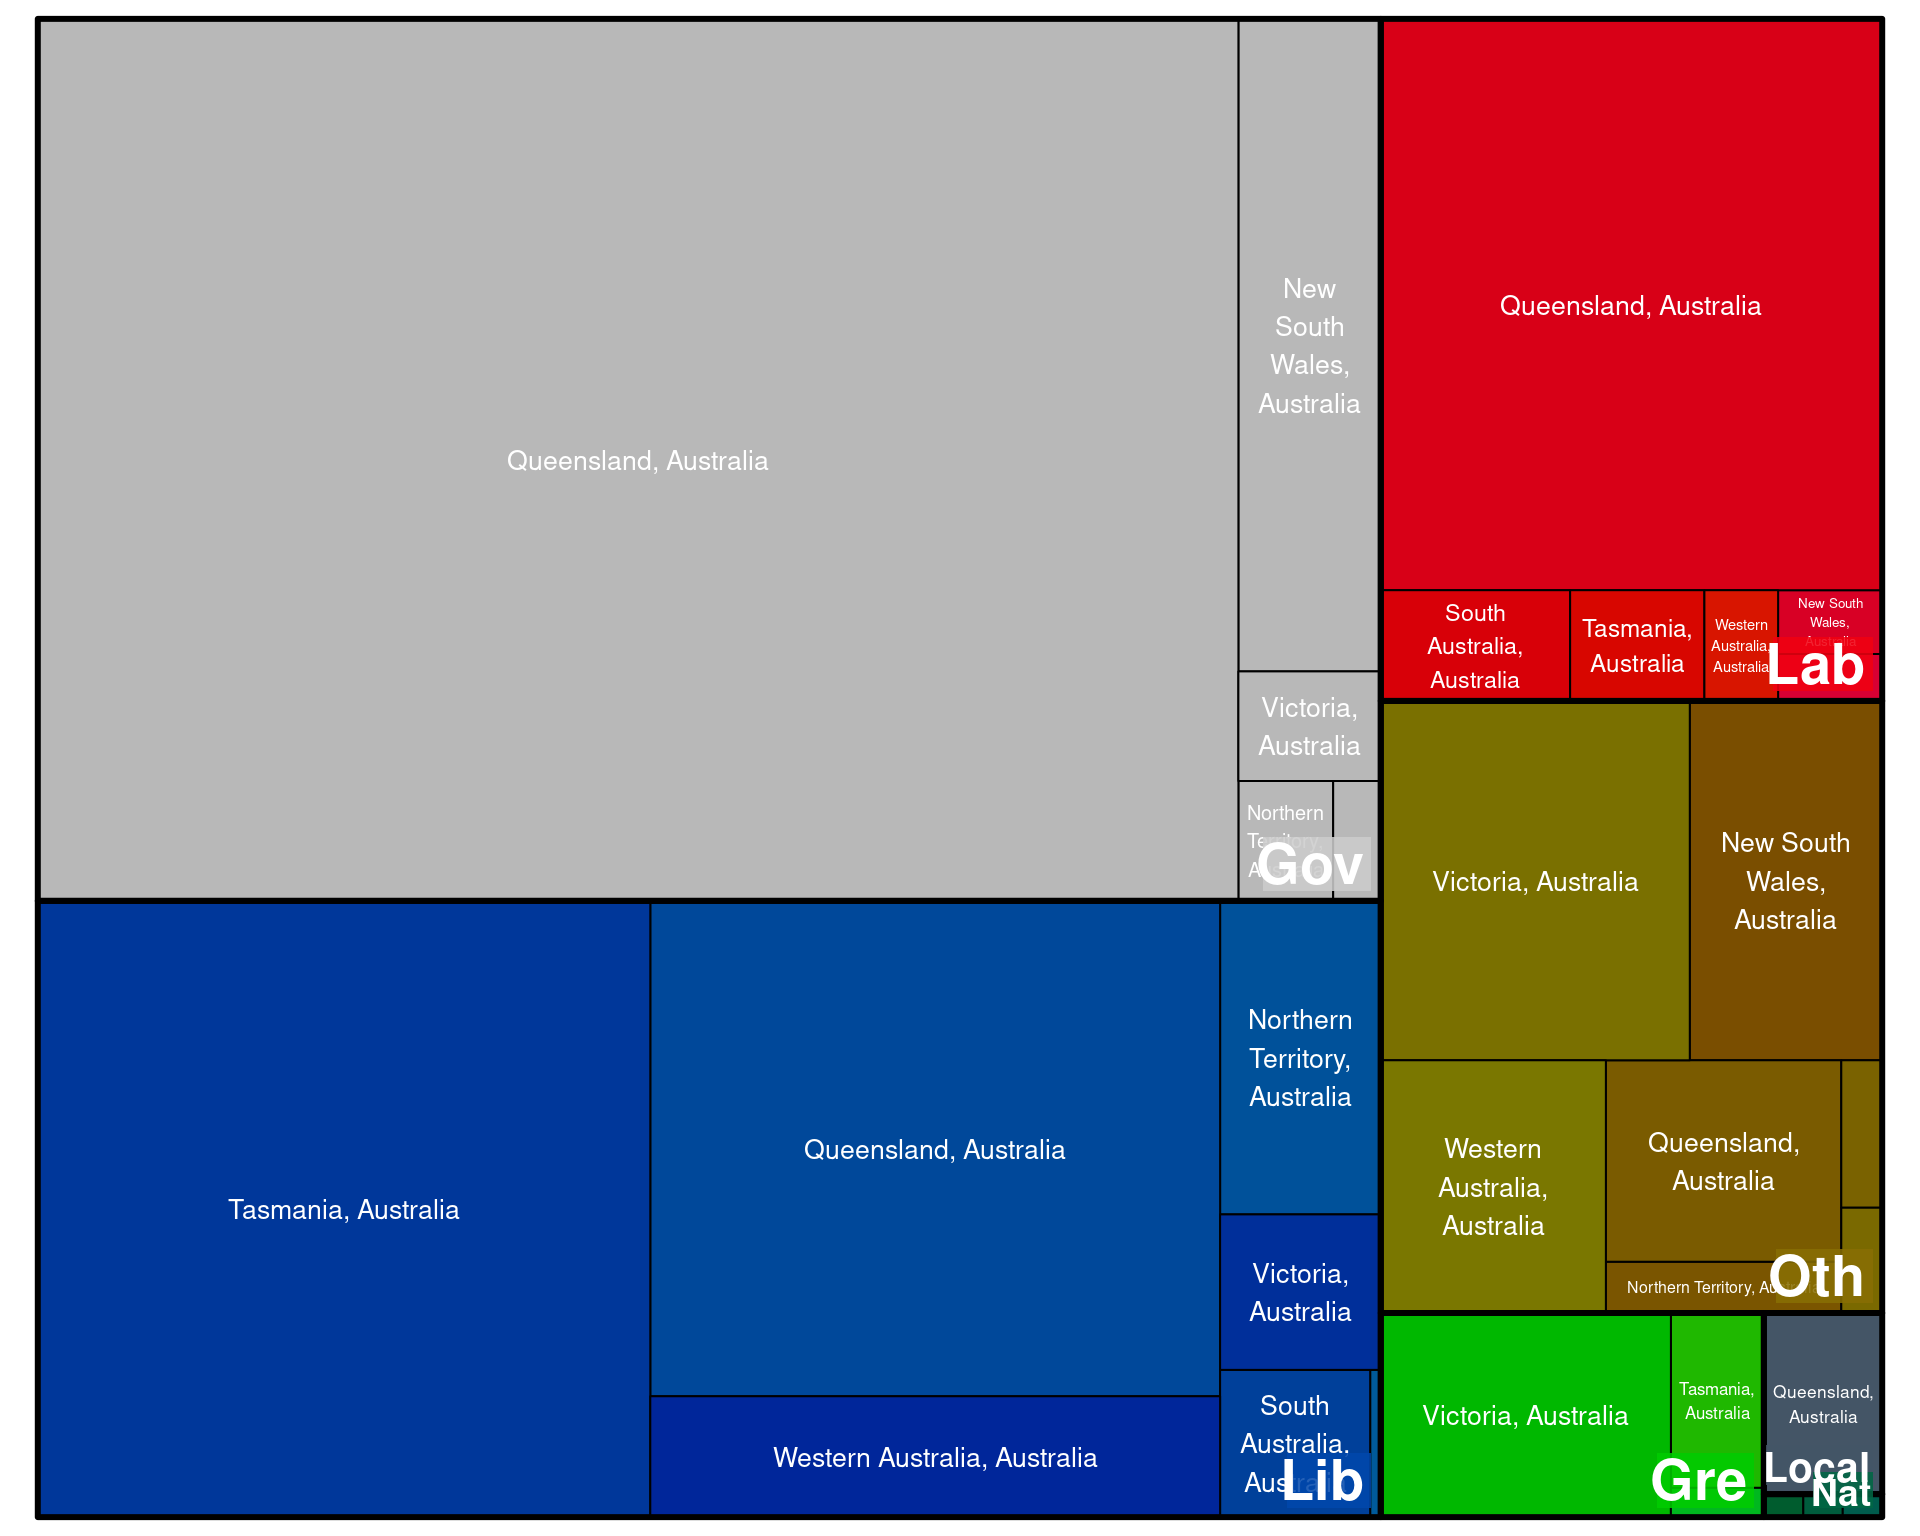 Queensland, Australia
New
South
Wales,
Australia
Victoria,
Australia
Northern
Territory,
Gov
Queensland, Australia
South
Australia,
Australia
Tasmania,
Australia
Western
Australia,
Australia
New South
Wales,
Australia
Lab
Victoria, Australia
New South
Wales,
Australia
Western
Australia,
Australia
Queensland,
Australia
Northern Territory,
Oth
Tasmania, Australia
Queensland, Australia
Western Australia, Australia
Northern
Territory,
Australia
Victoria,
Australia
South
Australia,
Australia
Lib
Victoria, Australia
Tasmania,
Australia
Gre
Queensland,
Australia
Local
Nat